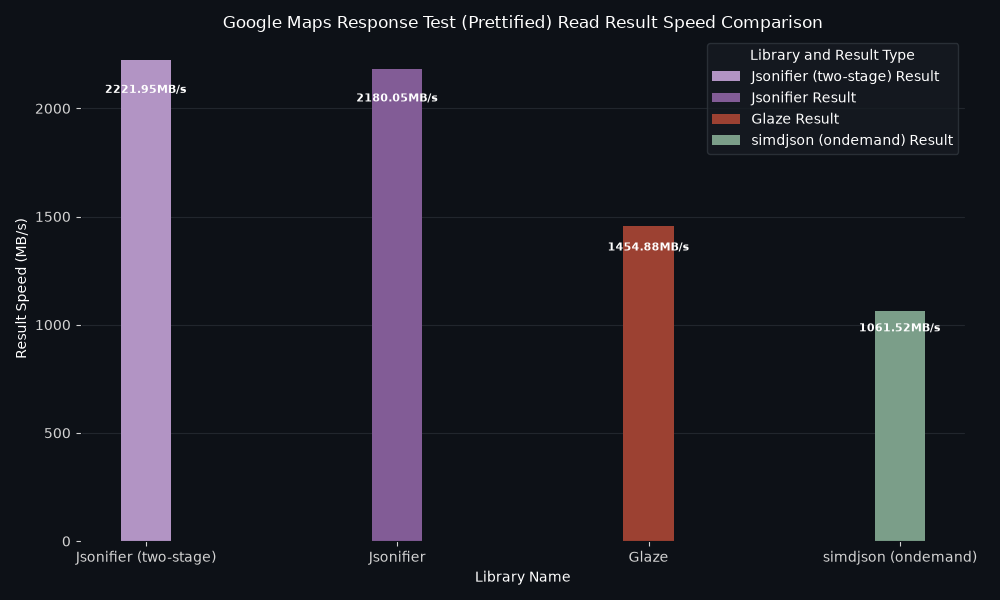 Google Maps Response Test (Prettified) Read Result Speed Comparison
Library and Result Type
Jsonifier (two-stage) Result
Jsonifier Result
Glaze Result
simdjson (ondemand) Result
2221.95MB/s
2180.05MB/s
1454.88MB/s
1061.52MB/s
Result Speed (MB/s)
2000
1500
1000
500
0
Jsonifier (two-stage)
Jsonifier
Glaze
simdjson (ondemand)
Library Name